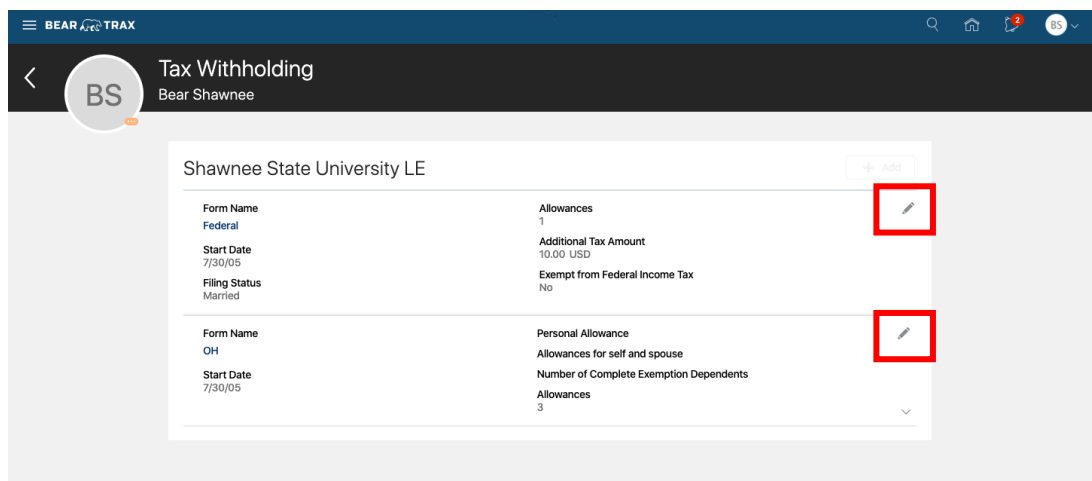 BEAR TRAX
2
BS
Tax Withholding
Bear Shawnee
BS
Shawnee State University LE
+ Add
Form Name
Federal
Start Date
7/30/05
Filing Status
Married
Allowances
1
Additional Tax Amount
10.00 USD
Exempt from Federal Income Tax
No
Form Name
OH
Start Date
7/30/05
Personal Allowance
Allowances for self and spouse
Number of Complete Exemption Dependents
Allowances
3